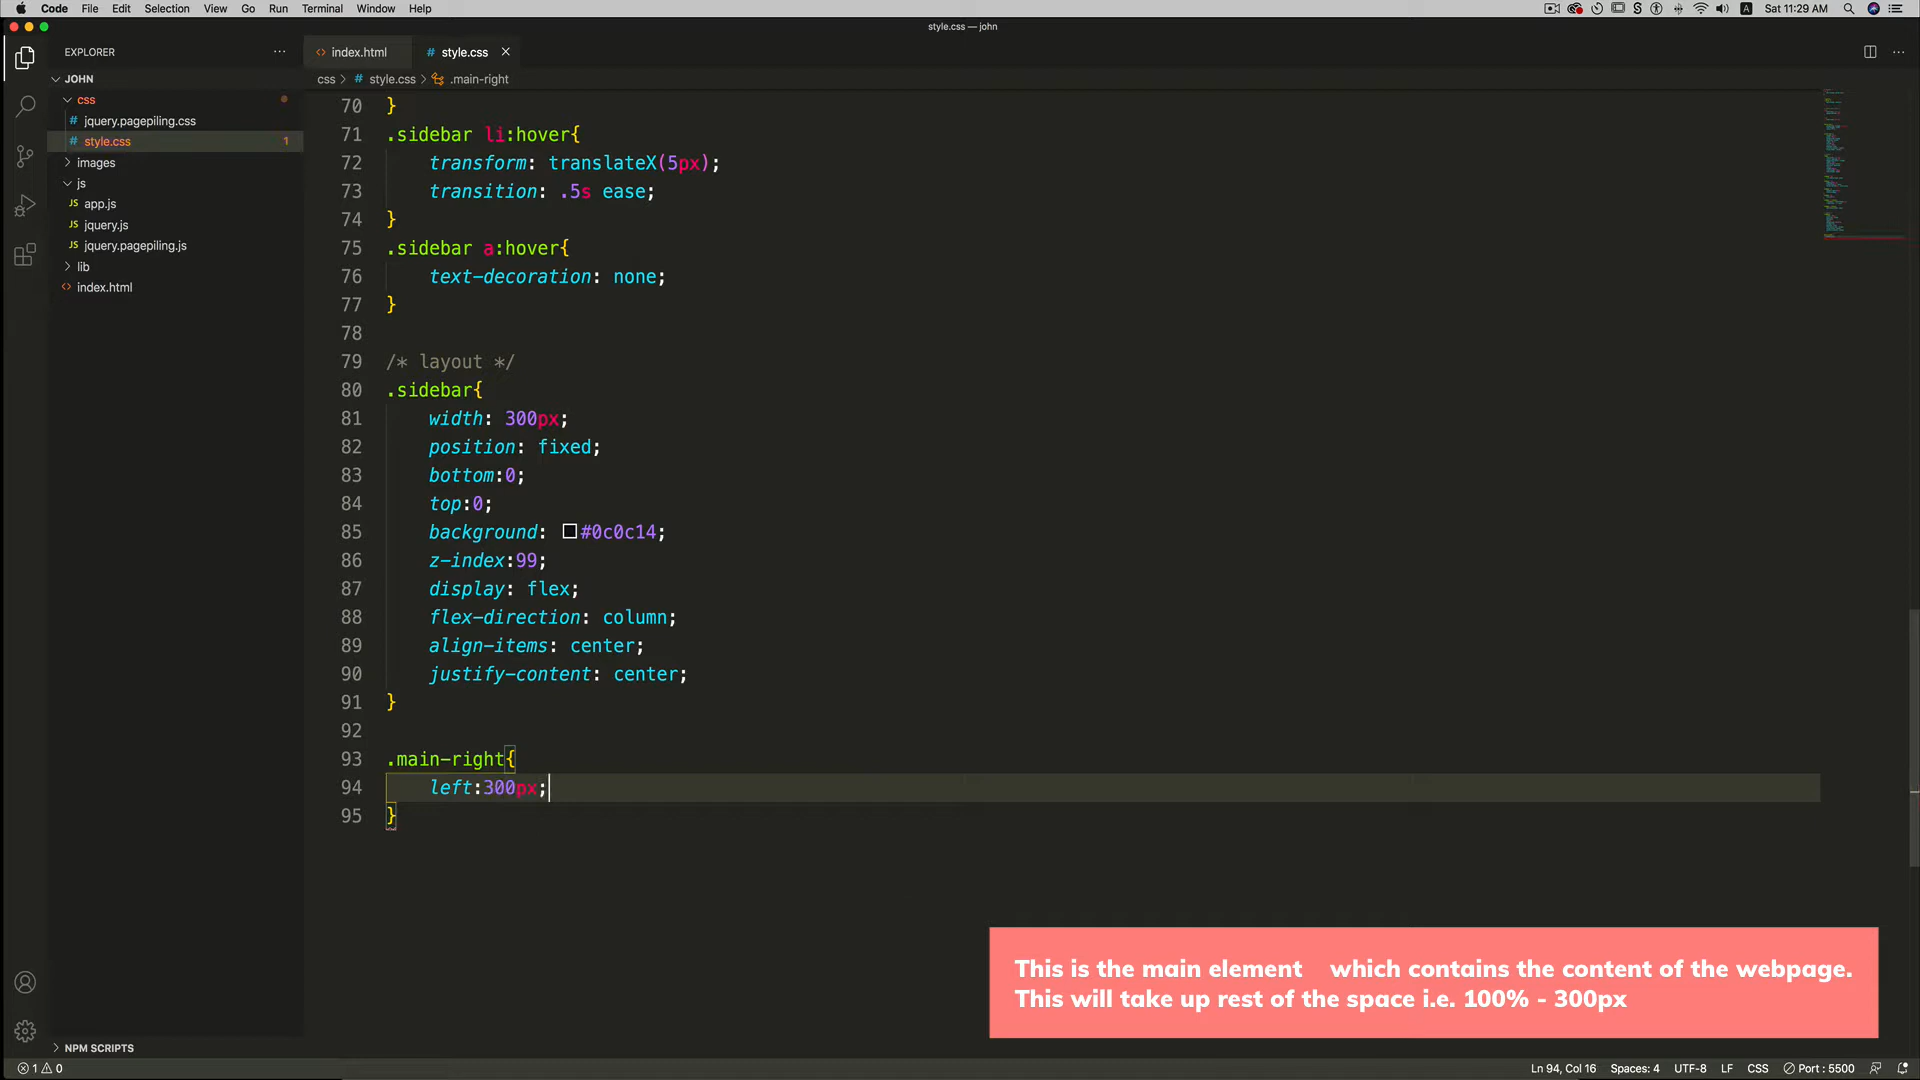 Code File Edit Selection View Go Run Terminal Window Help
Sat 11:29 AM
style.css — john
EXPLORER
index.html
style.css
JOHN
css
jquery.pagepiling.css
style.css 1
images
js
app.js
jquery.js
jquery.pagepiling.js
lib
index.html
NPM SCRIPTS
css > style.css > .main-right
70 }
71 .sidebar li:hover{
72 transform: translateX(5px);
73 transition: .5s ease;
74 }
75 .sidebar a:hover{
76 text-decoration: none;
77 }
78
79 /* layout */
80 .sidebar{
81 width: 300px;
82 position: fixed;
83 bottom:0;
84 top:0;
85 background: #0c0c14;
86 z-index:99;
87 display: flex;
88 flex-direction: column;
89 align-items: center;
90 justify-content: center;
91 }
92
93 .main-right{
94 left:300px;
95 }
This is the main element which contains the content of the webpage.
This will take up rest of the space i.e. 100% - 300px
1 0
Ln 94, Col 16 Spaces: 4 UTF-8 LF CSS Port : 5500